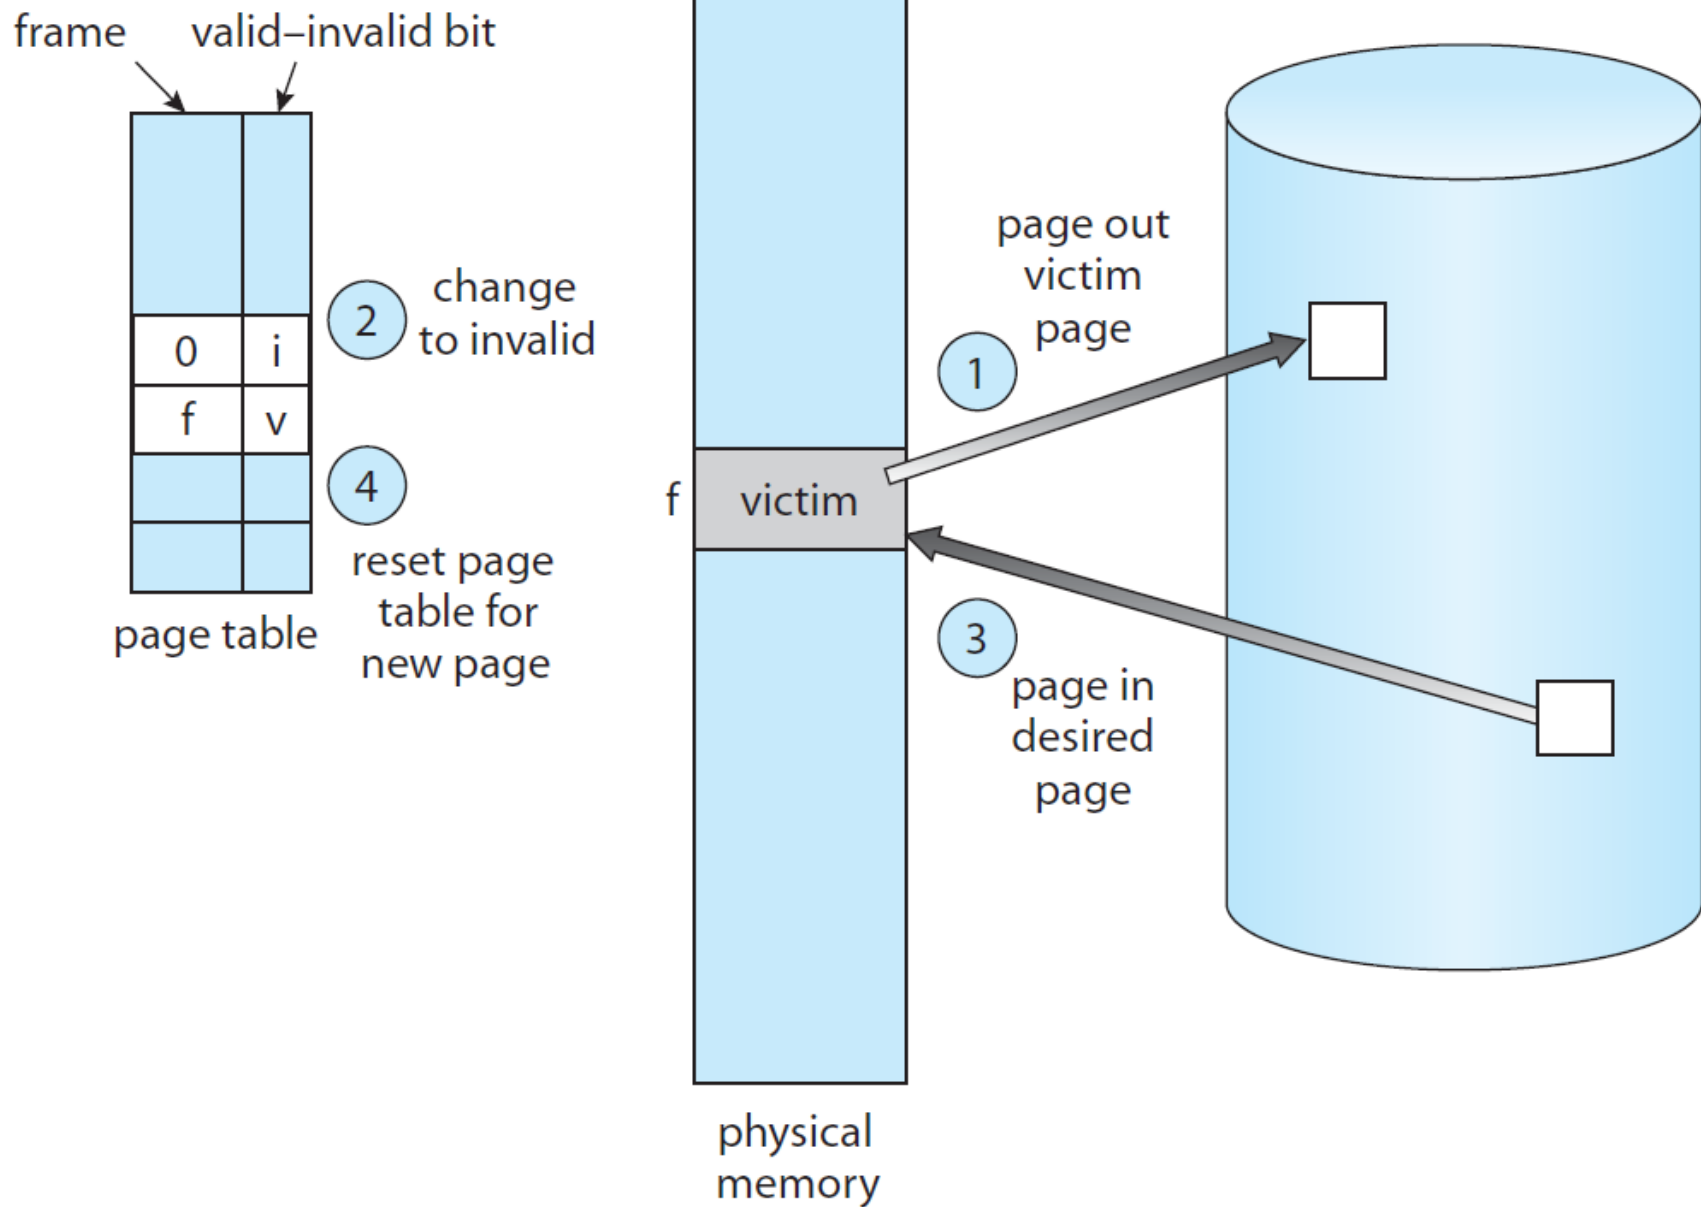 frame
valid–invalid bit
0
i
f
v
page table
2
change
to invalid
4
reset page
table for
new page
f
victim
physical
memory
1
page out
victim
page
3
page in
desired
page